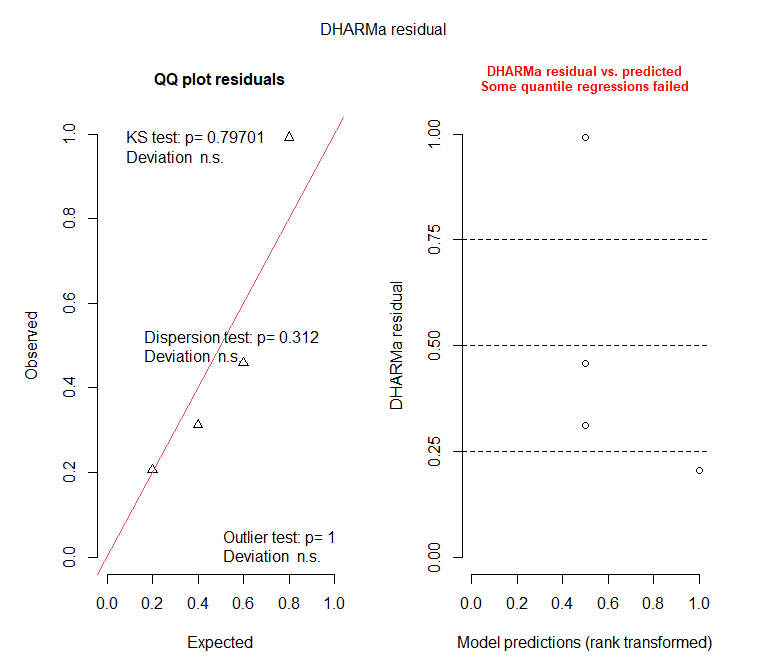 DHARMa residual
QQ plot residuals
KS test: p= 0.79701
Deviation n.s.
Dispersion test: p= 0.312
Deviation n.s.
Outlier test: p= 1
Deviation n.s.
Observed
0.0 0.2 0.4 0.6 0.8 1.0
0.0 0.2 0.4 0.6 0.8 1.0
Expected
DHARMa residual vs. predicted
Some quantile regressions failed
DHARMa residual
0.00 0.25 0.50 0.75 1.00
0.0 0.2 0.4 0.6 0.8 1.0
Model predictions (rank transformed)